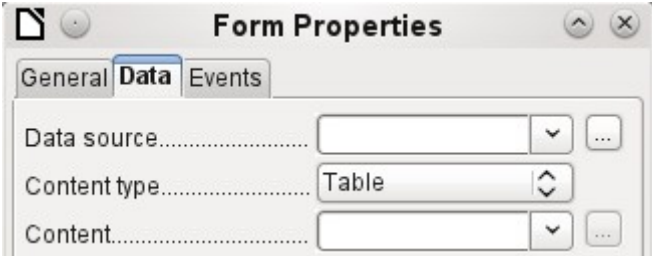 Form Properties
General Data Events
Data source........................ ...
Content type........................ Table
Content................................ ...